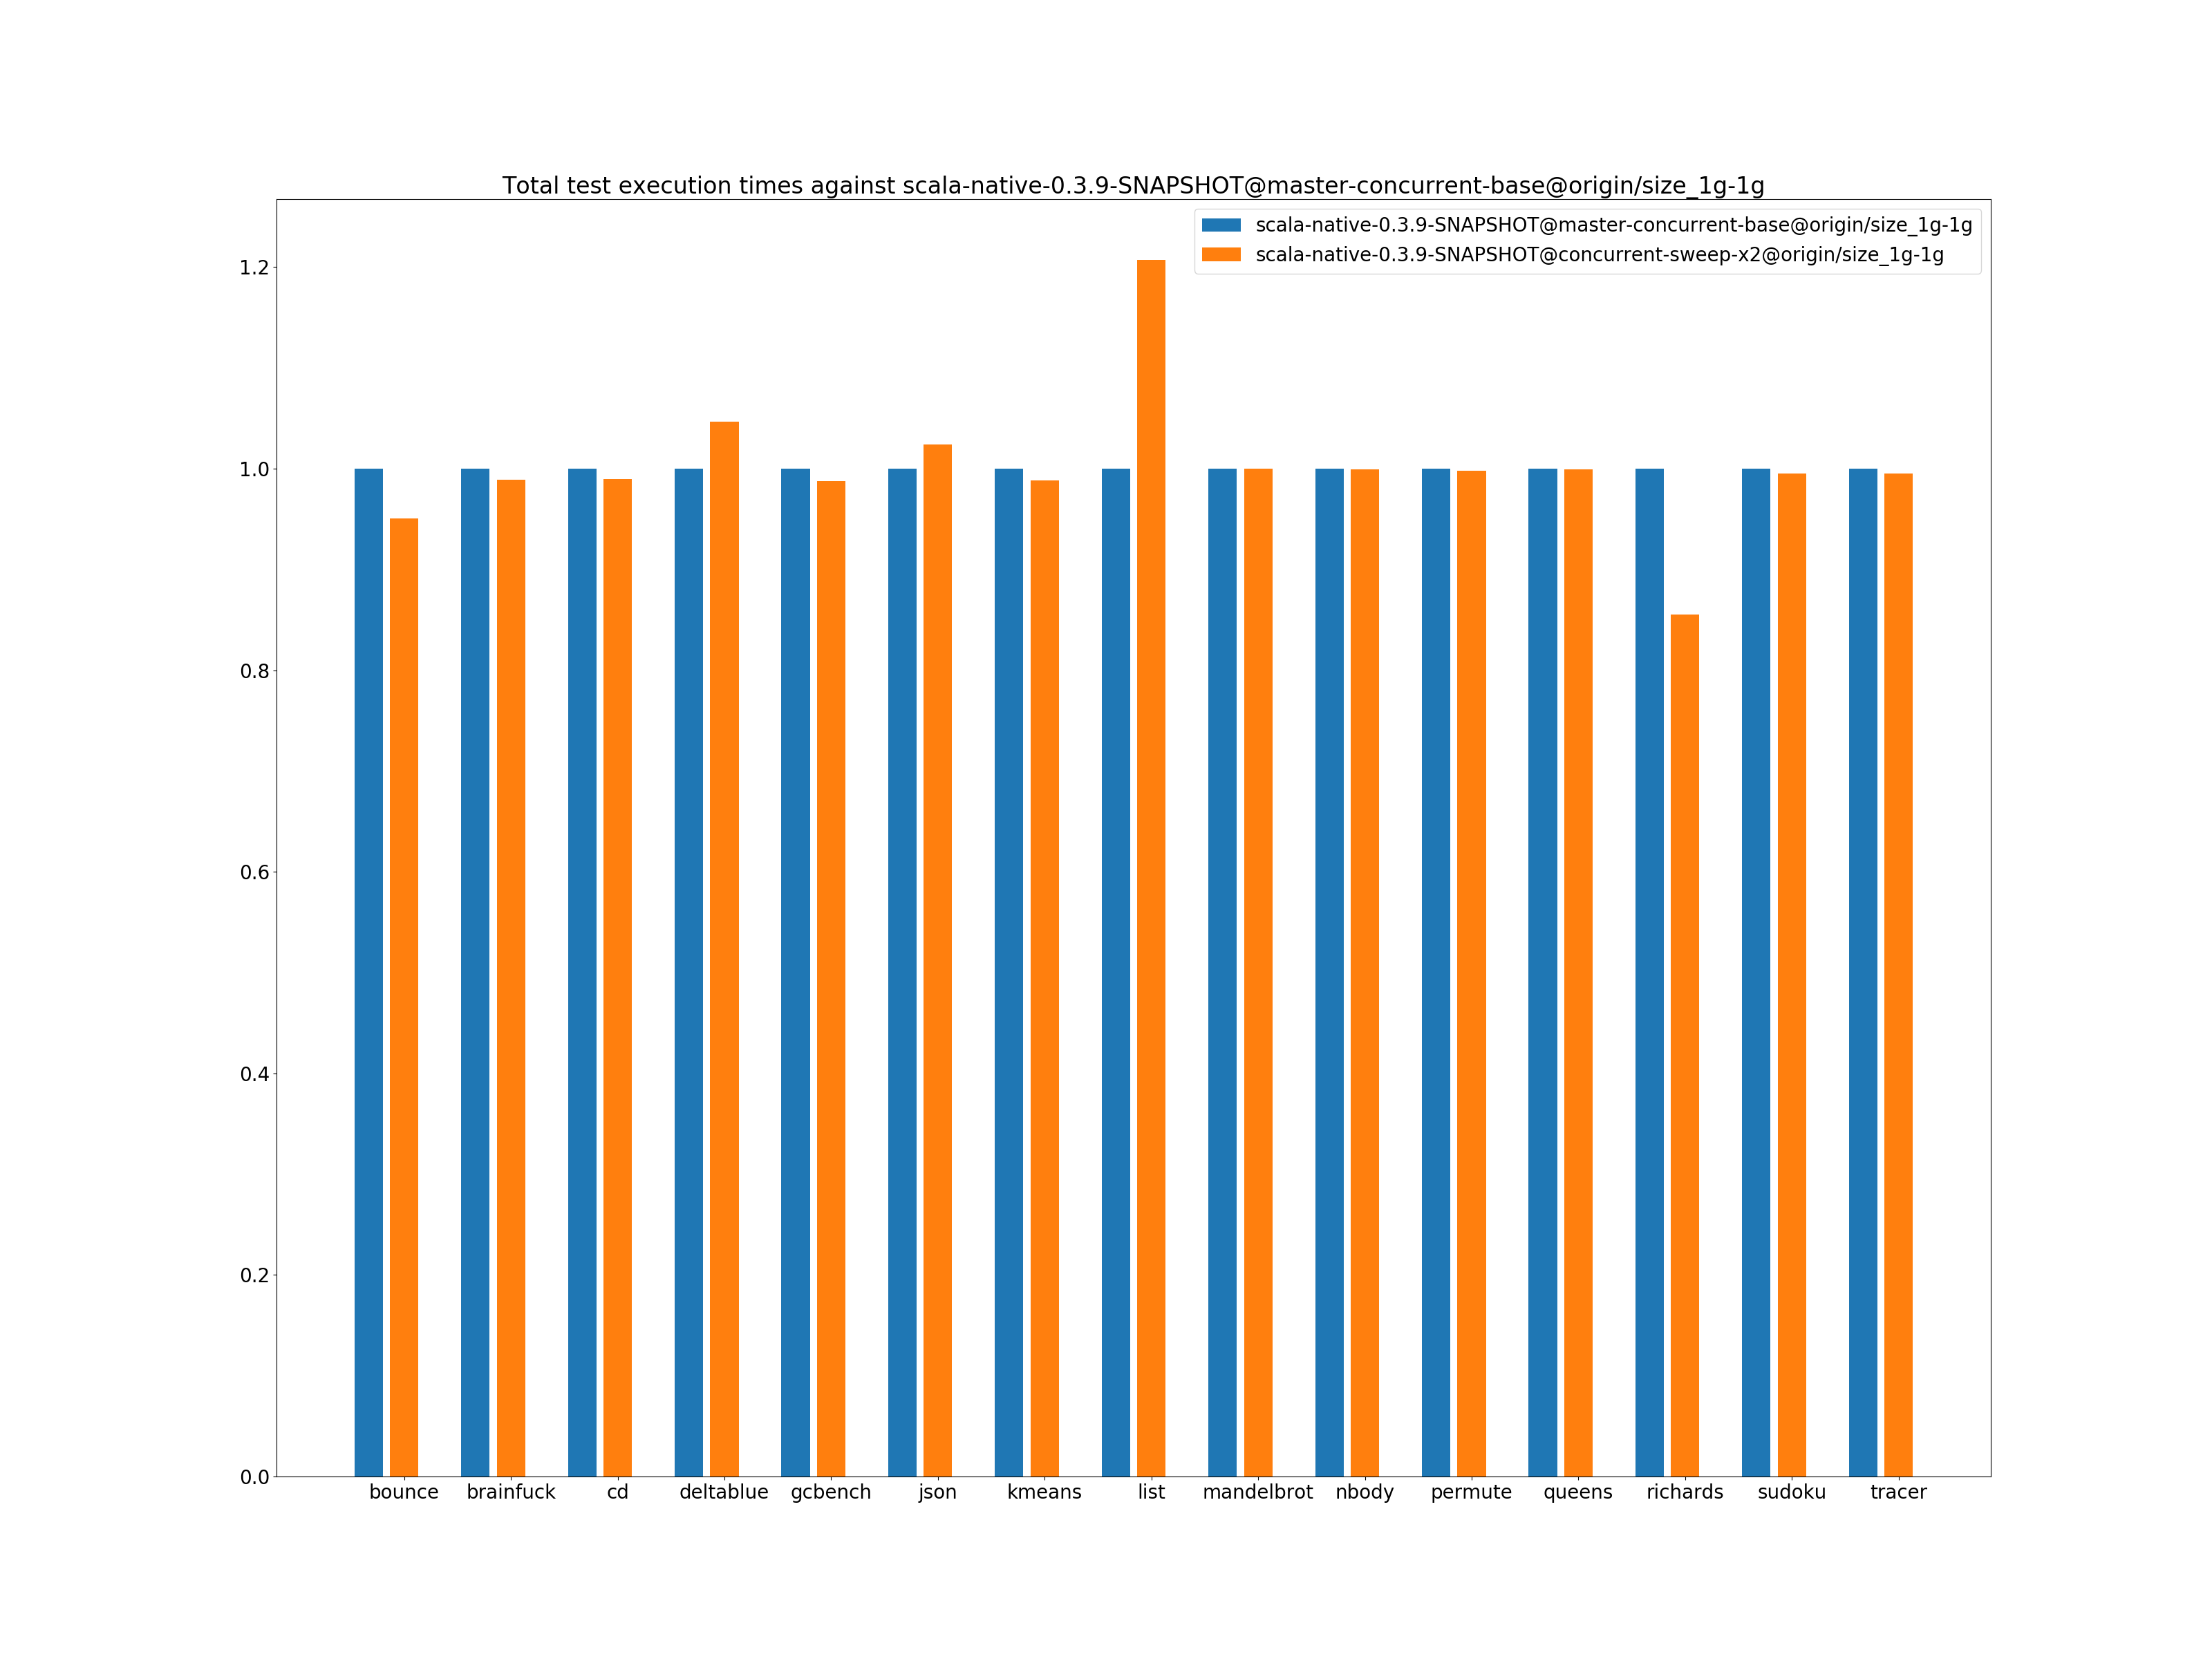 Total test execution times against scala-native-0.3.9-SNAPSHOT@master-concurrent-base@origin/size_1g-1g
scala-native-0.3.9-SNAPSHOT@master-concurrent-base@origin/size_1g-1g
scala-native-0.3.9-SNAPSHOT@concurrent-sweep-x2@origin/size_1g-1g
1.2
1.0
0.8
0.6
0.4
0.2
0.0
bounce brainfuck cd deltablue gcbench json kmeans list mandelbrot nbody permute queens richards sudoku tracer